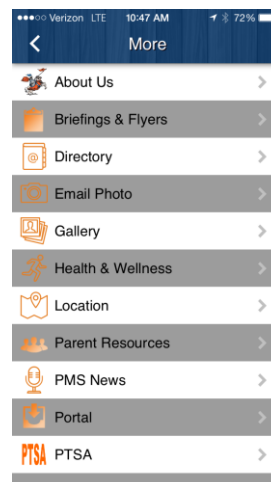 Verizon LTE 10:47 AM 72%
More
About Us
Briefings & Flyers
@ Directory
Email Photo
Gallery
Health & Wellness
Location
Parent Resources
PMS News
Portal
PTSA PTSA